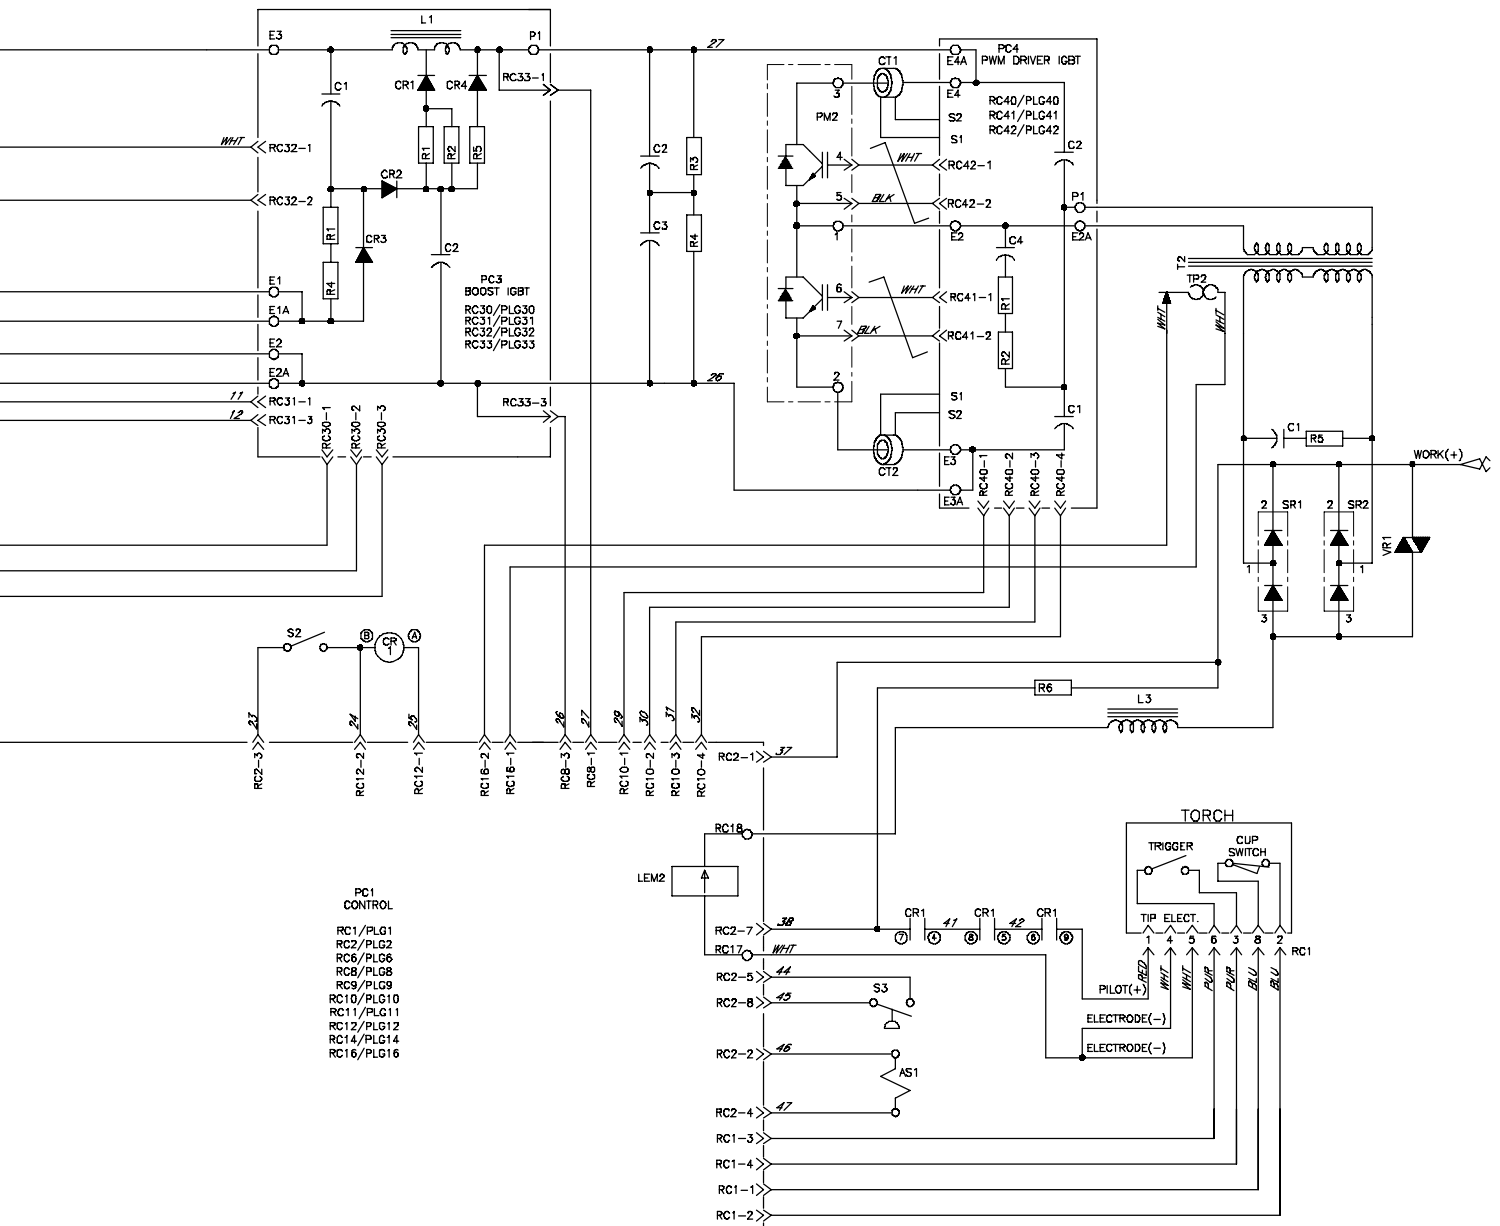 L1
E3
P1
C1
CR1
CR4
RC33-1
R1
R2
R5
WHT
RC32-1
CR2
RC32-2
R1
CR3
C2
R4
E1
E1A
E2
E2A
PC3
BOOST IGBT
RC30/PLG30
RC31/PLG31
RC32/PLG32
RC33/PLG33
11
RC31-1
12
RC31-3
RC30-1
RC30-2
RC30-3
RC33-3
27
C2
R3
C3
R4
26
PM2
3
4
5
1
6
7
2
CT1
CT2
E4A
PC4
PWM DRIVER IGBT
E4
RC40/PLG40
RC41/PLG41
RC42/PLG42
S2
S1
C2
WHT
RC42-1
BLK
RC42-2
P1
E2
E2A
C4
R1
R2
WHT
RC41-1
BLK
RC41-2
S1
S2
C1
E3
E3A
RC40-1
RC40-2
RC40-3
RC40-4
T2
TP2
WHT
WHT
C1
R5
WORK(+)
2
SR1
2
SR2
VR1
1
1
3
3
S2
B
CR
1
A
23
24
25
26
27
29
30
31
32
RC2-3
RC12-2
RC12-1
RC16-2
RC16-1
RC8-3
RC8-1
RC10-1
RC10-2
RC10-3
RC10-4
RC2-1
37
R6
L3
RC18
LEM2
RC2-7
38
CR1
41
CR1
42
CR1
7
4
8
5
6
9
RC17
WHT
RC2-5
44
RC2-8
45
S3
RC2-2
46
AS1
RC2-4
47
RC1-3
RC1-4
RC1-1
RC1-2
TORCH
TRIGGER
CUP
SWITCH
TIP ELECT.
1
4
5
6
3
8
2
RC1
RED
WHT
WHT
PUR
PUR
BLU
BLU
PILOT(+)
ELECTRODE(-)
ELECTRODE(-)
PC1
CONTROL
RC1/PLG1
RC2/PLG2
RC6/PLG6
RC8/PLG8
RC9/PLG9
RC10/PLG10
RC11/PLG11
RC12/PLG12
RC14/PLG14
RC16/PLG16